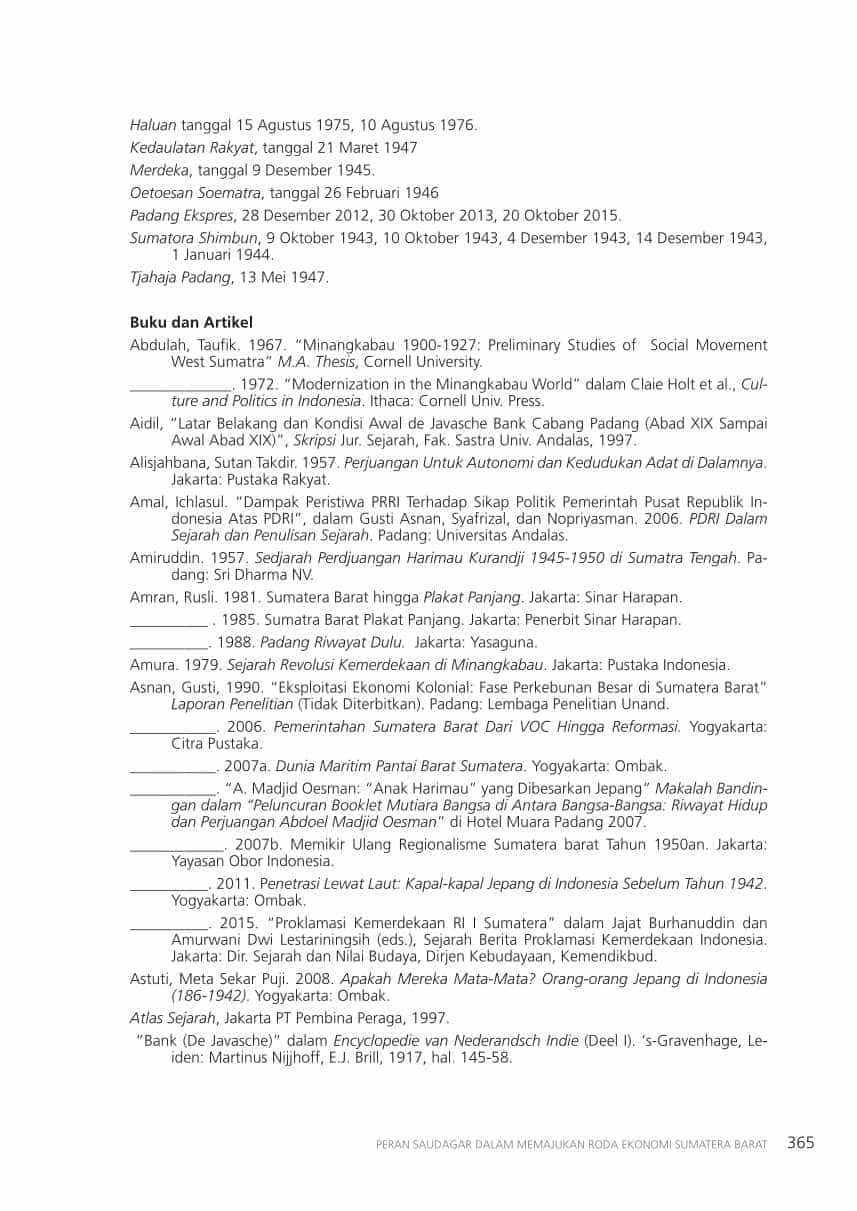 Haluan tanggal 15 Agustus 1975, 10 Agustus 1976.
Kedaulatan Rakyat, tanggal 21 Maret 1947
Merdeka, tanggal 9 Desember 1945.
Oetoesan Soematra, tanggal 26 Februari 1946
Padang Ekspres, 28 Desember 2012, 30 Oktober 2013, 20 Oktober 2015.
Sumatora Shimbun, 9 Oktober 1943, 10 Oktober 1943, 4 Desember 1943, 14 Desember 1943,
1 Januari 1944.
Tjahaja Padang, 13 Mei 1947.
Buku dan Artikel
Abdulah, Taufik. 1967. “Minangkabau 1900-1927: Preliminary Studies of Social Movement
West Sumatra” M.A. Thesis, Cornell University.
_____________. 1972. “Modernization in the Minangkabau World” dalam Claie Holt et al., Cul-
ture and Politics in Indonesia. Ithaca: Cornell Univ. Press.
Aidil, “Latar Belakang dan Kondisi Awal de Javasche Bank Cabang Padang (Abad XIX Sampai
Awal Abad XIX)”, Skripsi Jur. Sejarah, Fak. Sastra Univ. Andalas, 1997.
Alisjahbana, Sutan Takdir. 1957. Perjuangan Untuk Autonomi dan Kedudukan Adat di Dalamnya.
Jakarta: Pustaka Rakyat.
Amal, Ichlasul. “Dampak Peristiwa PRRI Terhadap Sikap Politik Pemerintah Pusat Republik In-
donesia Atas PDRI”, dalam Gusti Asnan, Syafrizal, dan Nopriyasman. 2006. PDRI Dalam
Sejarah dan Penulisan Sejarah. Padang: Universitas Andalas.
Amiruddin. 1957. Sedjarah Perdjuangan Harimau Kurandji 1945-1950 di Sumatra Tengah. Pa-
dang: Sri Dharma NV.
Amran, Rusli. 1981. Sumatera Barat hingga Plakat Panjang. Jakarta: Sinar Harapan.
__________ . 1985. Sumatra Barat Plakat Panjang. Jakarta: Penerbit Sinar Harapan.
__________. 1988. Padang Riwayat Dulu. Jakarta: Yasaguna.
Amura. 1979. Sejarah Revolusi Kemerdekaan di Minangkabau. Jakarta: Pustaka Indonesia.
Asnan, Gusti, 1990. “Eksploitasi Ekonomi Kolonial: Fase Perkebunan Besar di Sumatera Barat”
Laporan Penelitian (Tidak Diterbitkan). Padang: Lembaga Penelitian Unand.
___________. 2006. Pemerintahan Sumatera Barat Dari VOC Hingga Reformasi. Yogyakarta:
Citra Pustaka.
___________. 2007a. Dunia Maritim Pantai Barat Sumatera. Yogyakarta: Ombak.
___________. “A. Madjid Oesman: “Anak Harimau” yang Dibesarkan Jepang” Makalah Bandin-
gan dalam “Peluncuran Booklet Mutiara Bangsa di Antara Bangsa-Bangsa: Riwayat Hidup
dan Perjuangan Abdoel Madjid Oesman” di Hotel Muara Padang 2007.
____________. 2007b. Memikir Ulang Regionalisme Sumatera barat Tahun 1950an. Jakarta:
Yayasan Obor Indonesia.
__________. 2011. Penetrasi Lewat Laut: Kapal-kapal Jepang di Indonesia Sebelum Tahun 1942.
Yogyakarta: Ombak.
__________. 2015. “Proklamasi Kemerdekaan RI I Sumatera” dalam Jajat Burhanuddin dan
Amurwani Dwi Lestariningsih (eds.), Sejarah Berita Proklamasi Kemerdekaan Indonesia.
Jakarta: Dir. Sejarah dan Nilai Budaya, Dirjen Kebudayaan, Kemendikbud.
Astuti, Meta Sekar Puji. 2008. Apakah Mereka Mata-Mata? Orang-orang Jepang di Indonesia
(186-1942). Yogyakarta: Ombak.
Atlas Sejarah, Jakarta PT Pembina Peraga, 1997.
“Bank (De Javasche)” dalam Encyclopedie van Nederandsch Indie (Deel I). ‘s-Gravenhage, Le-
iden: Martinus Nijjhoff, E.J. Brill, 1917, hal. 145-58.
PERAN SAUDAGAR DALAM MEMAJUKAN RODA EKONOMI SUMATERA BARAT 365